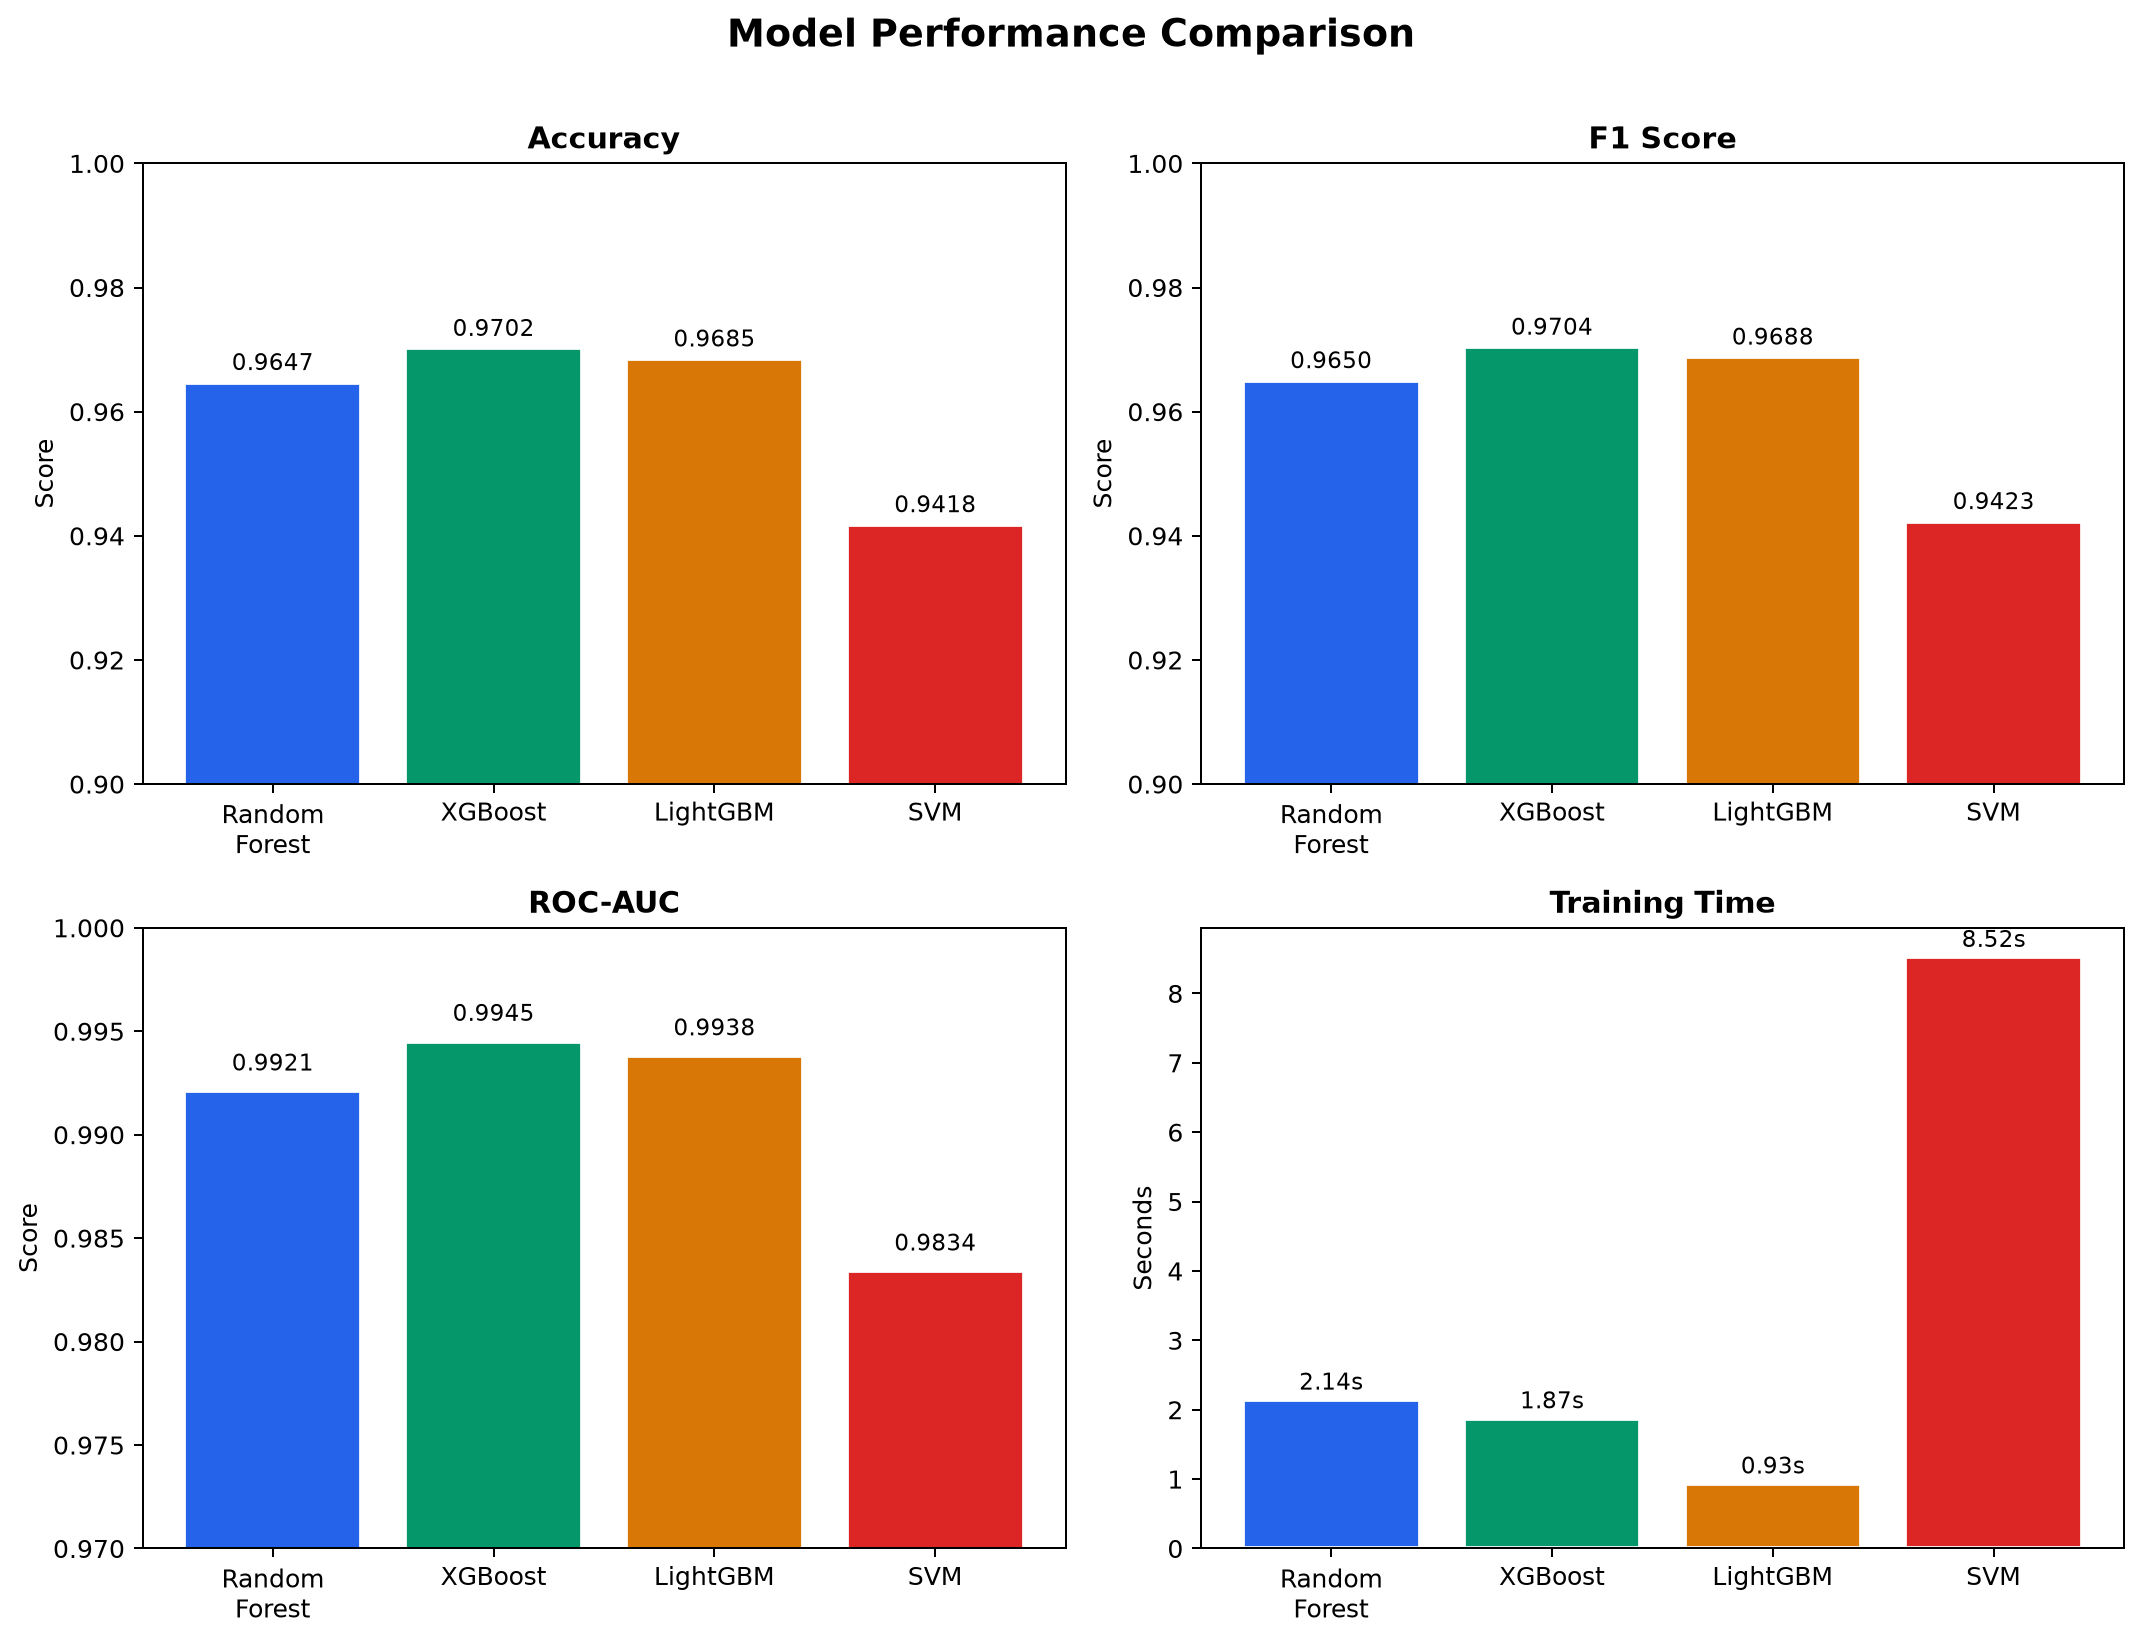 Model Performance Comparison
Accuracy
1.00
0.98
0.96
0.94
0.92
0.90
Score
0.9647
0.9702
0.9685
0.9418
Random
Forest
XGBoost
LightGBM
SVM
F1 Score
1.00
0.98
0.96
0.94
0.92
0.90
Score
0.9650
0.9704
0.9688
0.9423
Random
Forest
XGBoost
LightGBM
SVM
ROC-AUC
1.000
0.995
0.990
0.985
0.980
0.975
0.970
Score
0.9921
0.9945
0.9938
0.9834
Random
Forest
XGBoost
LightGBM
SVM
Training Time
8
7
6
5
4
3
2
1
0
Seconds
2.14s
1.87s
0.93s
8.52s
Random
Forest
XGBoost
LightGBM
SVM